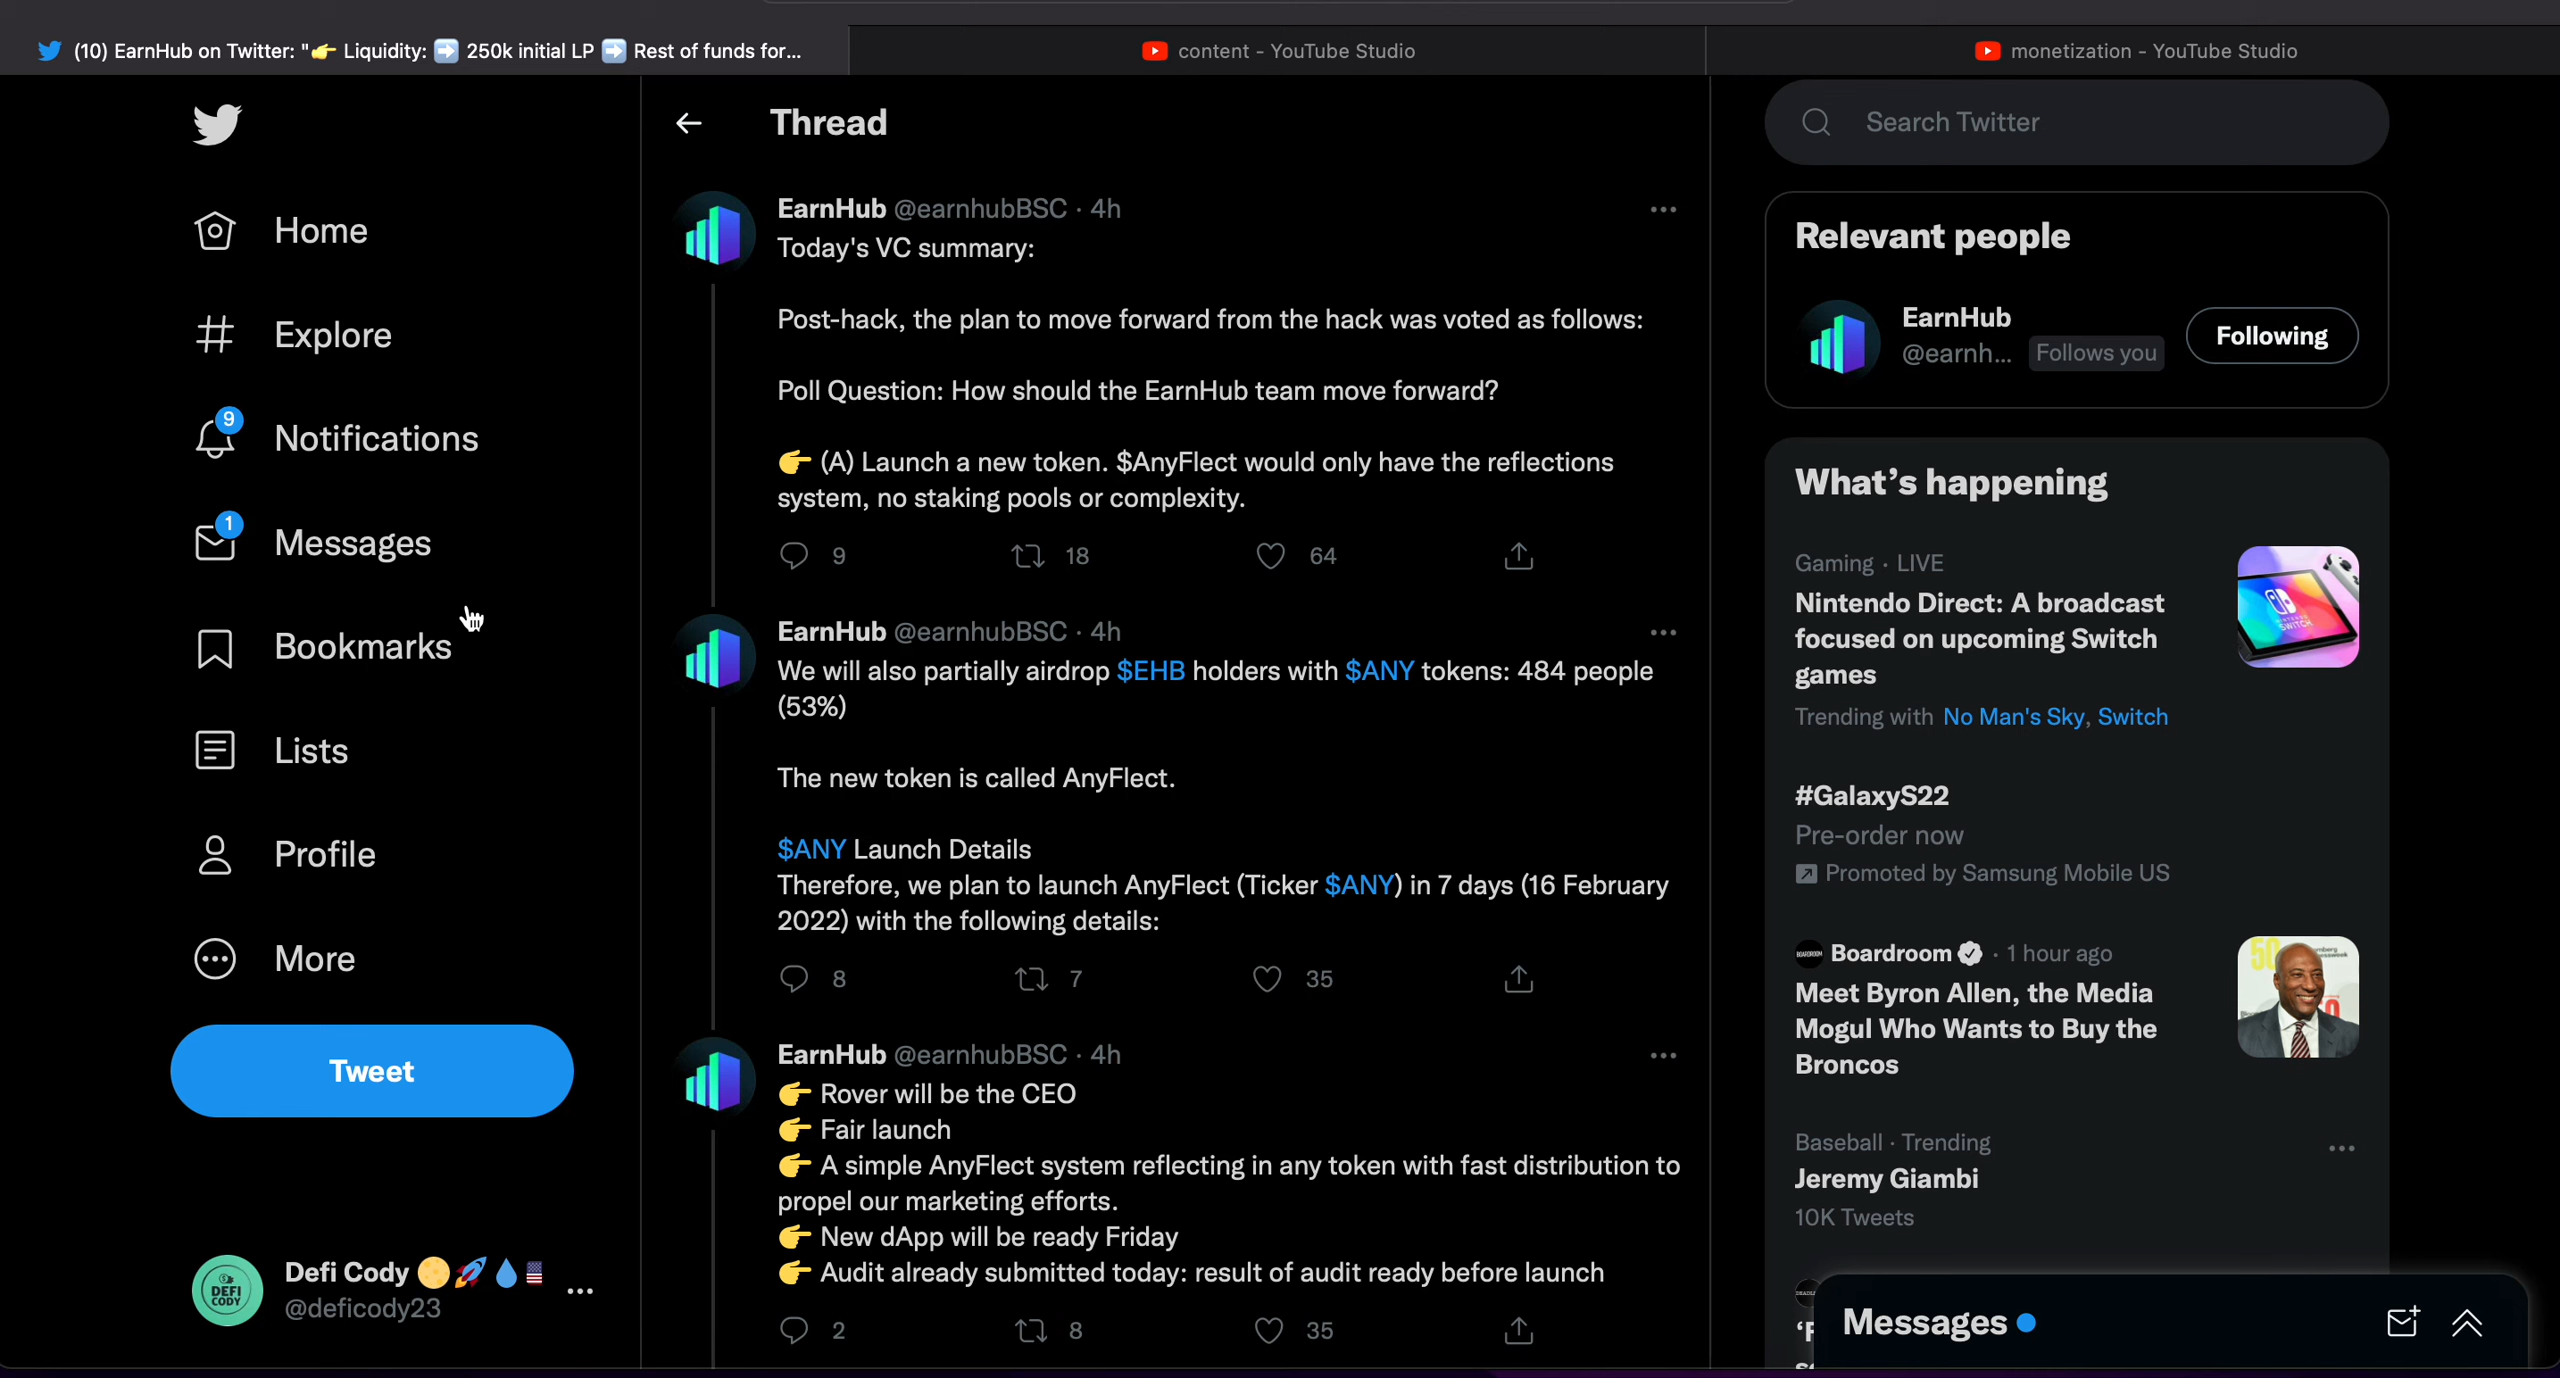 (10) EarnHub on Twitter: "👉 Liquidity: ➡️ 250k initial LP ➡️ Rest of funds for...
content - YouTube Studio
monetization - YouTube Studio
Home
Explore
9
Notifications
1
Messages
Bookmarks
Lists
Profile
More
Tweet
DEFI
CODY
Defi Cody 🌕🚀💧🇺🇸
@deficody23
Thread
EarnHub @earnhubBSC · 4h
Today's VC summary:
Post-hack, the plan to move forward from the hack was voted as follows:
Poll Question: How should the EarnHub team move forward?
👉 (A) Launch a new token. $AnyFlect would only have the reflections
system, no staking pools or complexity.
9 18 64
EarnHub @earnhubBSC · 4h
We will also partially airdrop $EHB holders with $ANY tokens: 484 people
(53%)
The new token is called AnyFlect.
$ANY Launch Details
Therefore, we plan to launch AnyFlect (Ticker $ANY) in 7 days (16 February
2022) with the following details:
8 7 35
EarnHub @earnhubBSC · 4h
👉 Rover will be the CEO
👉 Fair launch
👉 A simple AnyFlect system reflecting in any token with fast distribution to
propel our marketing efforts.
👉 New dApp will be ready Friday
👉 Audit already submitted today: result of audit ready before launch
2 8 35
Search Twitter
Relevant people
EarnHub
@earnh... Follows you
Following
What's happening
Gaming · LIVE
Nintendo Direct: A broadcast
focused on upcoming Switch
games
Trending with No Man's Sky, Switch
NINTENDO
SWITCH
#GalaxyS22
Pre-order now
Promoted by Samsung Mobile US
Boardroom · 1 hour ago
Meet Byron Allen, the Media
Mogul Who Wants to Buy the
Broncos
50
Baseball · Trending
Jeremy Giambi
10K Tweets
Messages